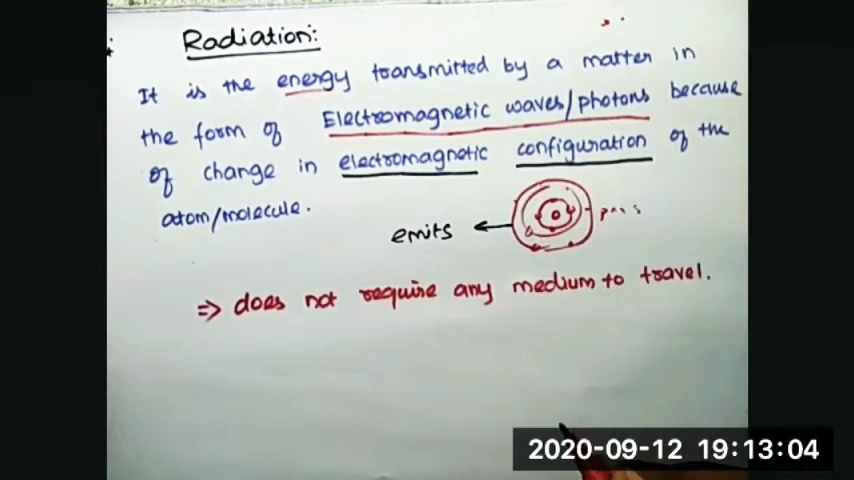 Radiation:
It is the energy transmitted by a matter in
the form of Electromagnetic waves/photons because
of change in electromagnetic configuration of the
atom/molecule.
emits
⇒ does not require any medium to travel.
2020-09-12 19:13:04